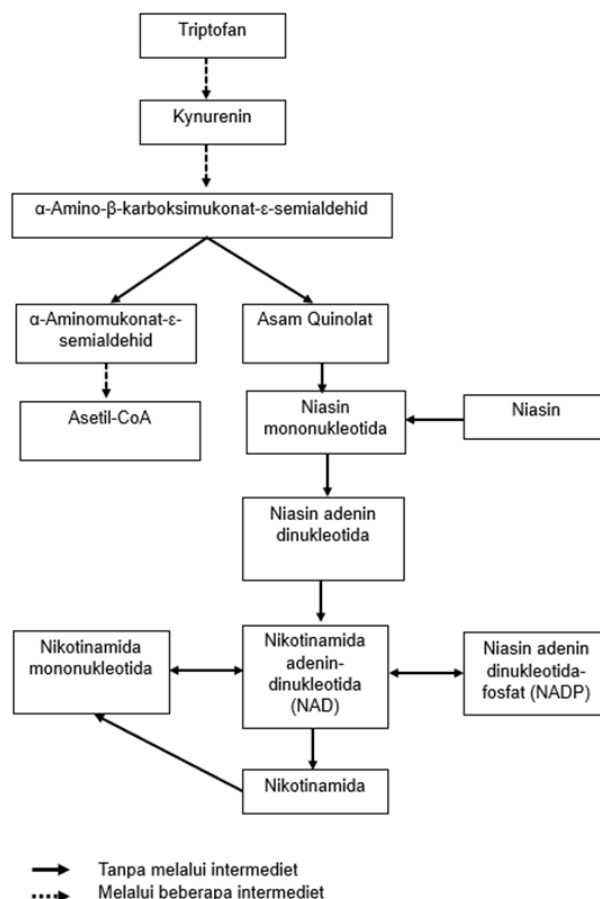 Triptofan
Kynurenin
α-Amino-β-karboksimukonat-ε-semialdehid
α-Aminomukonat-ε-
semialdehid
Asam Quinolat
Asetil-CoA
Niasin
mononukleotida
Niasin
Niasin adenin
dinukleotida
Nikotinamida
mononukleotida
Nikotinamida
adenin-
dinukleotida
(NAD)
Niasin adenin
dinukleotida-
fosfat (NADP)
Nikotinamida
Tanpa melalui intermediet
Melalui beberapa intermediet